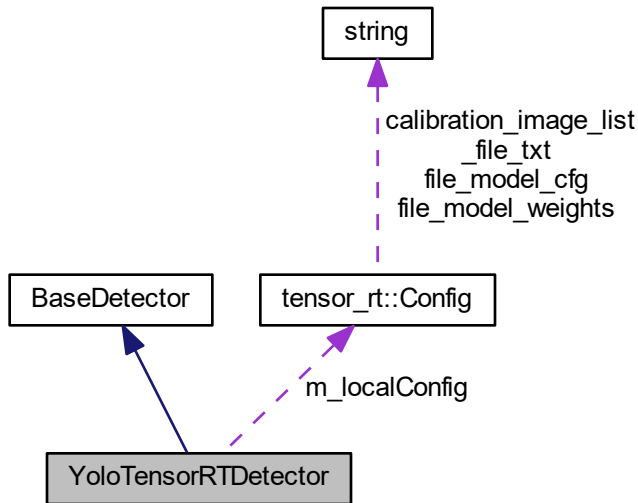 string
calibration_image_list
_file_txt
file_model_cfg
file_model_weights
BaseDetector
tensor_rt::Config
m_localConfig
YoloTensorRTDetector